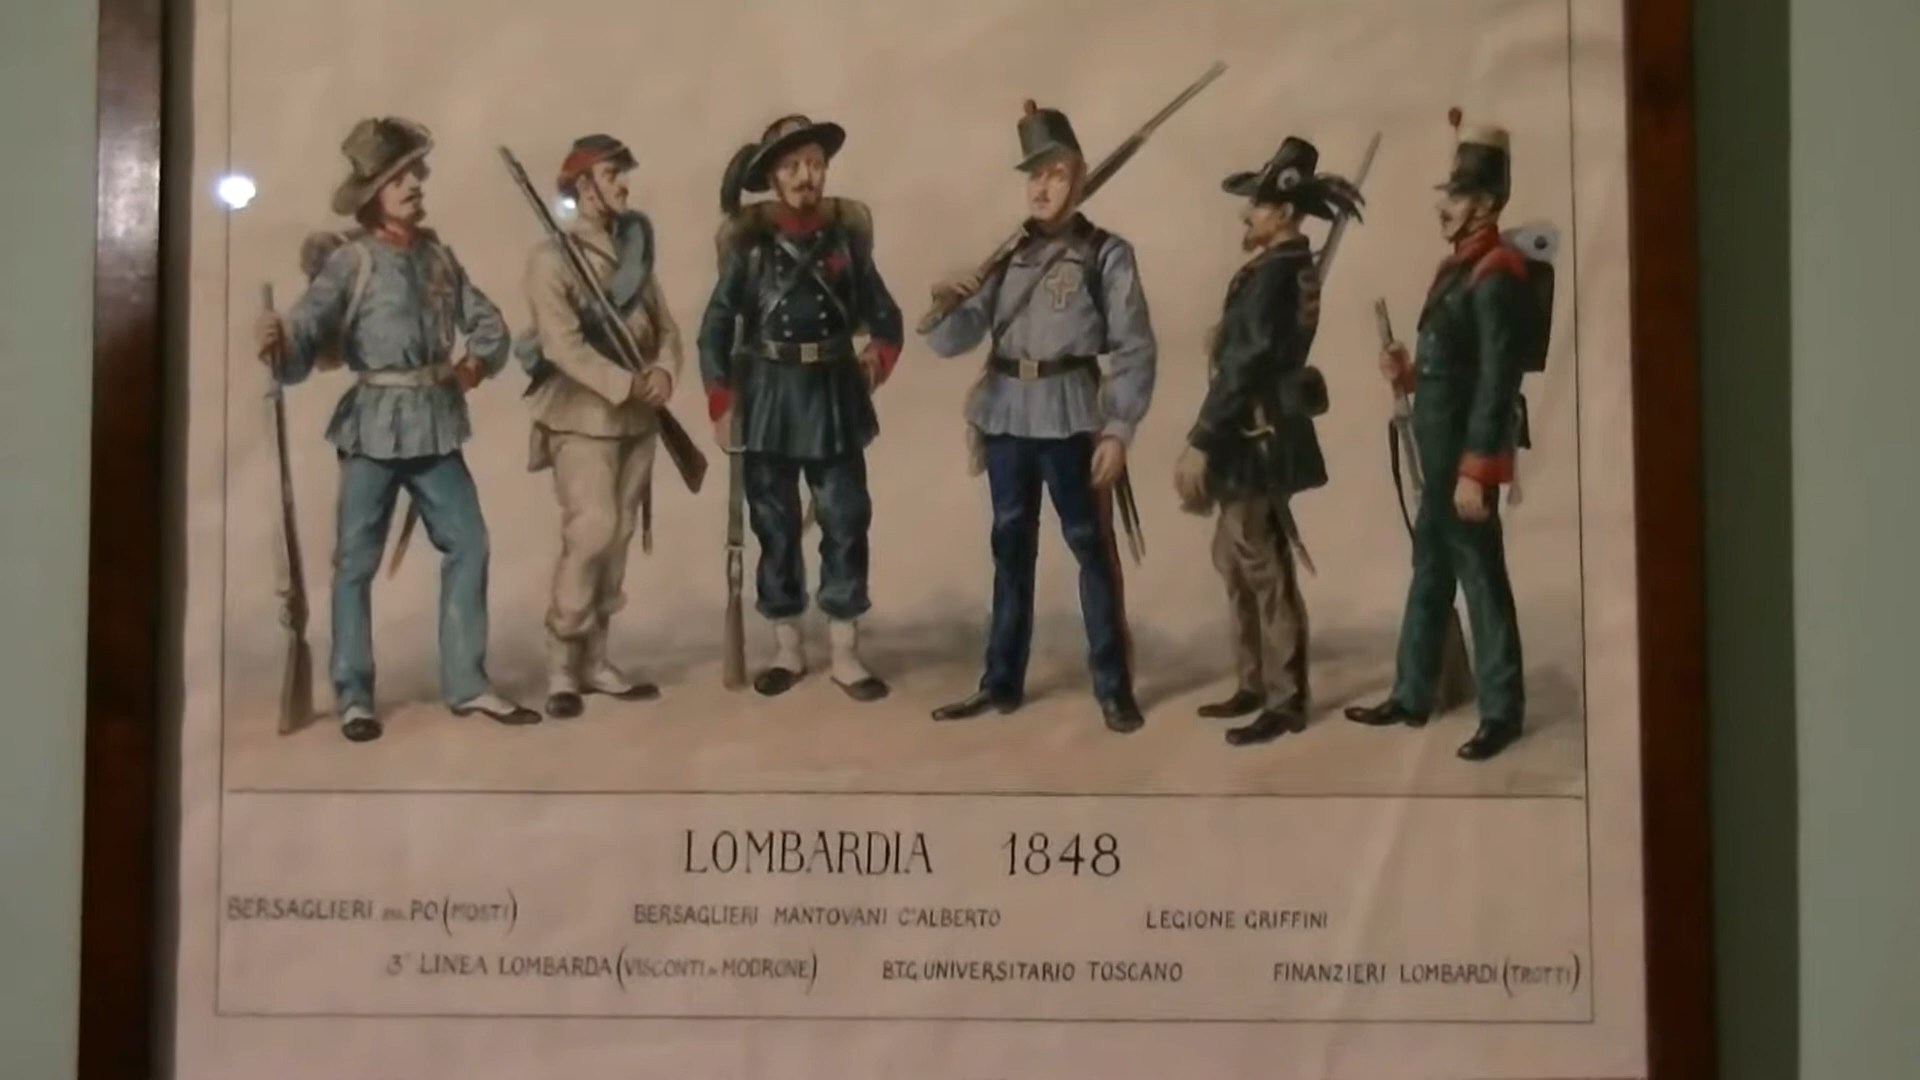 LOMBARDIA 1848
BERSAGLIERI DEL PO (MOSTI) BERSAGLIERI MANTOVANI C.ALBERTO LEGIONE GRIFFINI
3° LINEA LOMBARDA (VISCONTI DI MODRONE) BTG. UNIVERSITARIO TOSCANO FINANZIERI LOMBARDI (TROTTI)